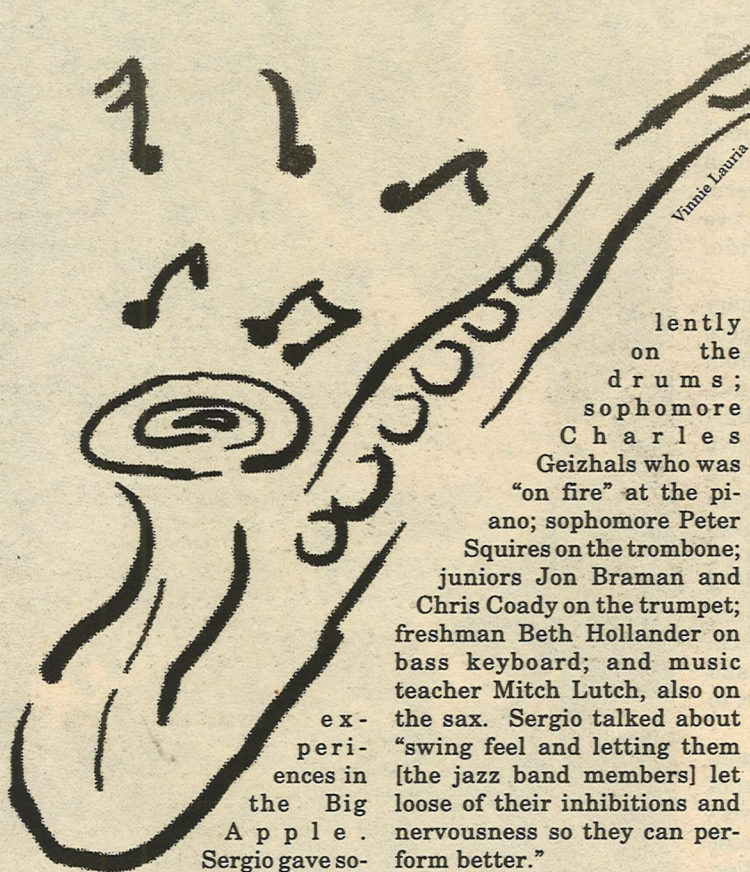 Vinnie Lauria
ex-
peri-
ences in
the Big
Apple.
Sergio gave so-
lently
on the
drums;
sophomore
Charles
Geizhals who was
“on fire” at the pi-
ano; sophomore Peter
Squires on the trombone;
juniors Jon Braman and
Chris Coady on the trumpet;
freshman Beth Hollander on
bass keyboard; and music
teacher Mitch Lutch, also on
the sax. Sergio talked about
“swing feel and letting them
[the jazz band members] let
loose of their inhibitions and
nervousness so they can per-
form better.”